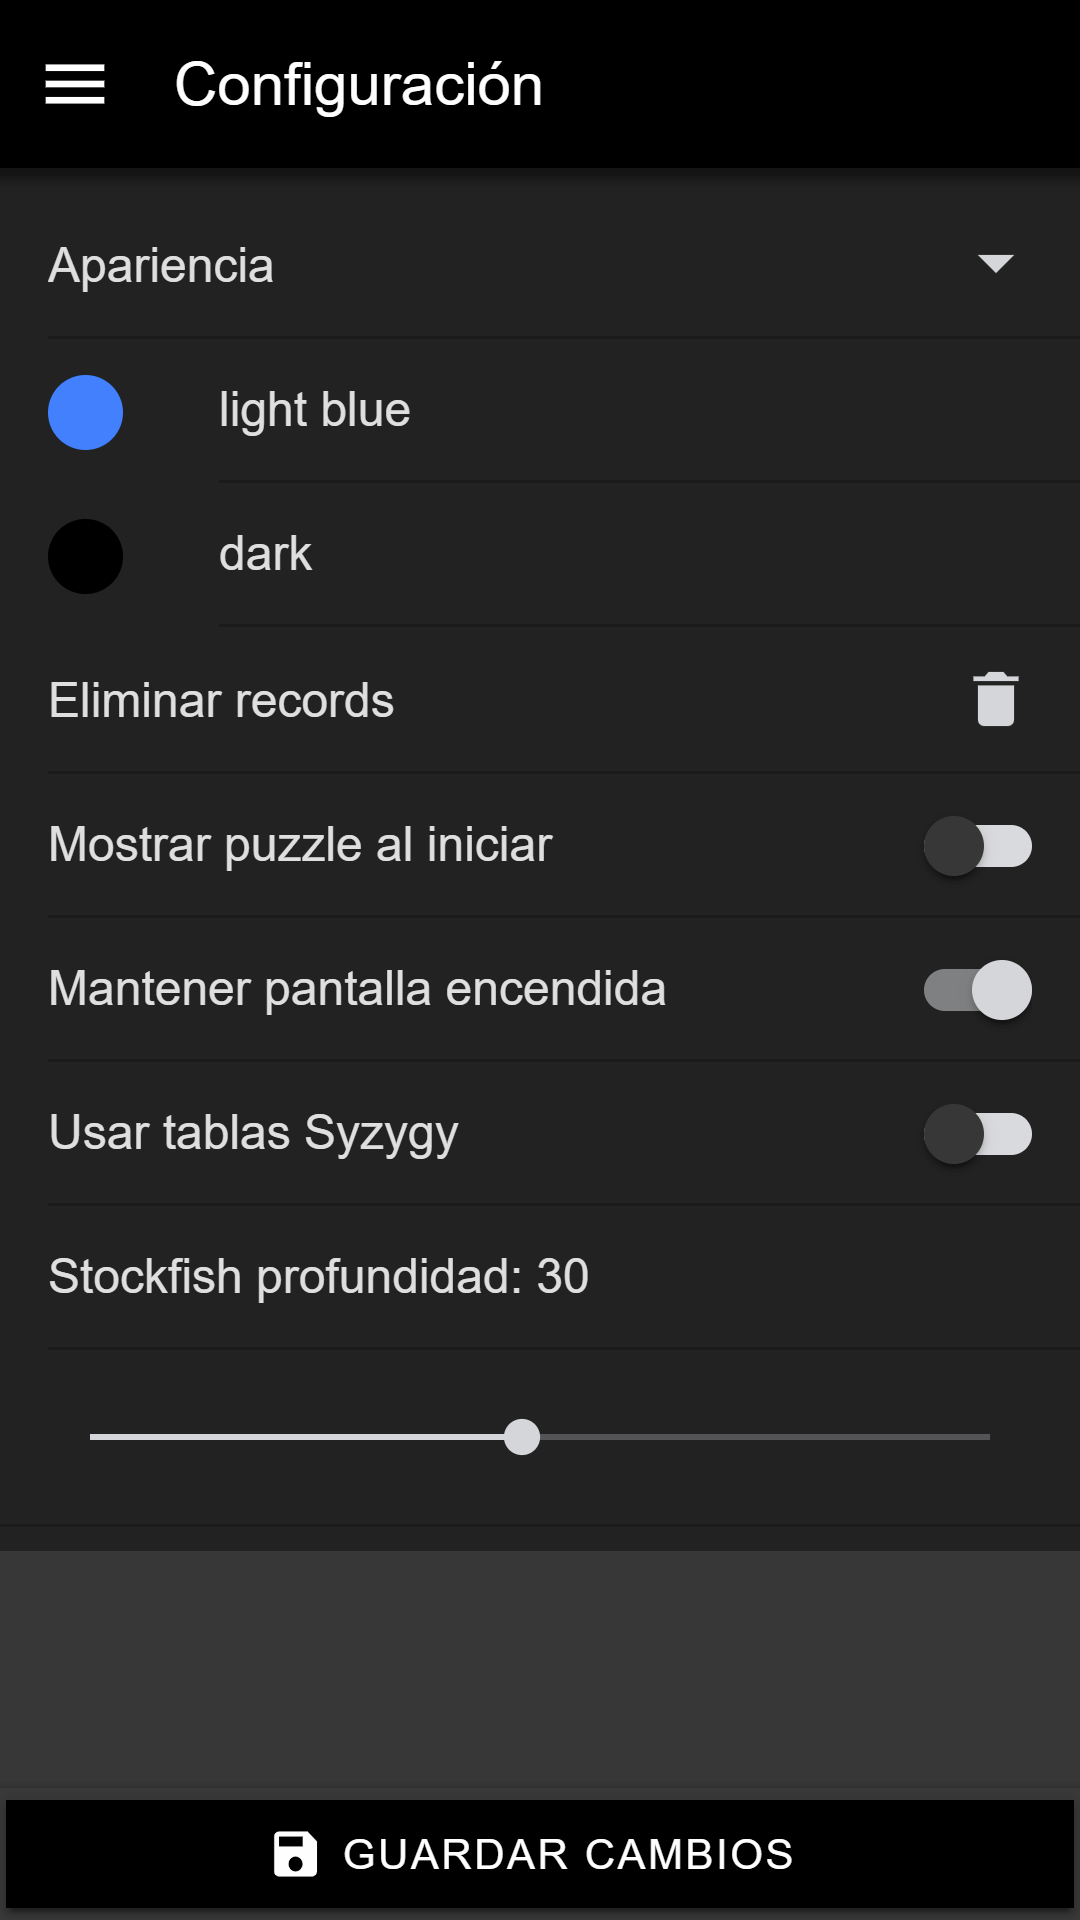 Configuración
Apariencia
light blue
dark
Eliminar records
Mostrar puzzle al iniciar
Mantener pantalla encendida
Usar tablas Syzygy
Stockfish profundidad: 30
GUARDAR CAMBIOS